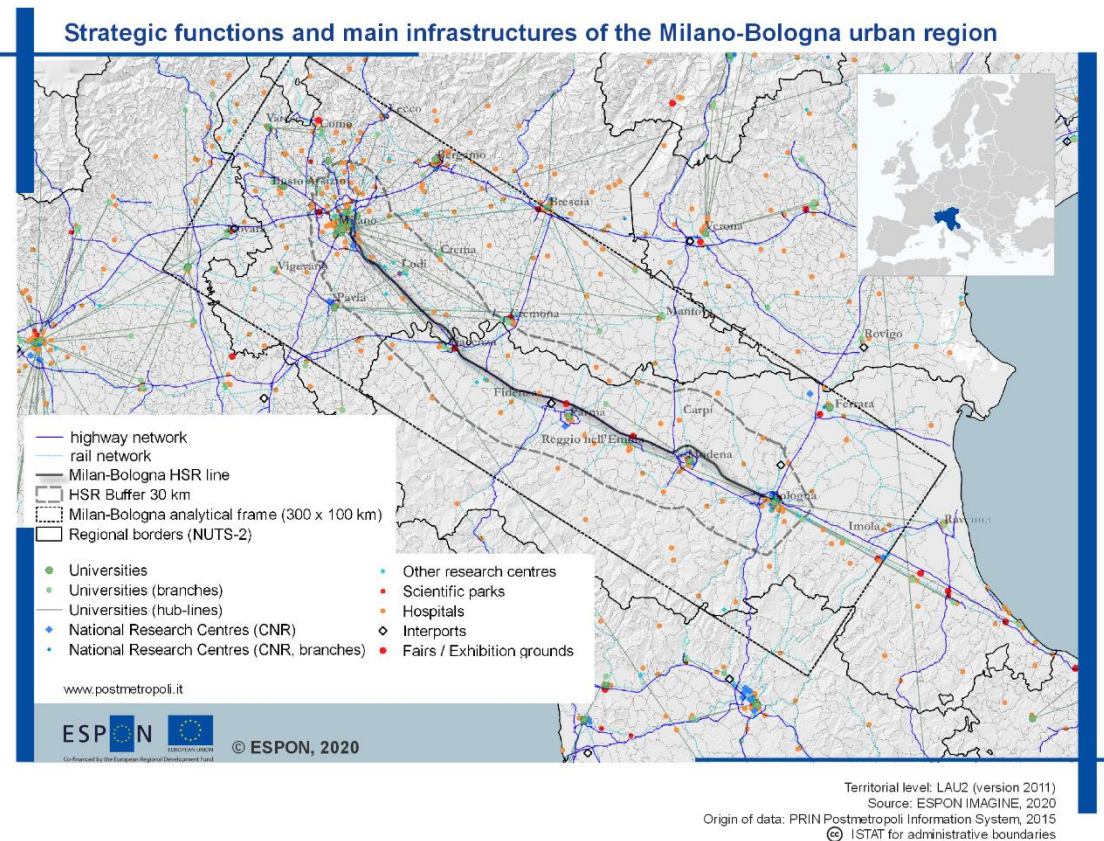 Strategic functions and main infrastructures of the Milano-Bologna urban region
Lecco
Como
Bergamo
Busto Arsizio
Brescia
Milano
Verona
Crema
Lodi
Vigevano
Pavia
Cremona
Rovigo
Fidenza
Parma
Carpi
Ferrara
Reggio nell'Emilia
Modena
Bologna
Imola
highway network
rail network
Milan-Bologna HSR line
HSR Buffer 30 km
Milan-Bologna analytical frame (300 x 100 km)
Regional borders (NUTS-2)
Universities
Universities (branches)
Universities (hub-lines)
National Research Centres (CNR)
National Research Centres (CNR, branches)
Other research centres
Scientific parks
Hospitals
Interports
Fairs / Exhibition grounds
www.postmetropoli.it
ESPON
EUROPEAN UNION
Co-financed by the European Regional Development Fund
© ESPON, 2020
Territorial level: LAU2 (version 2011)
Source: ESPON IMAGINE, 2020
Origin of data: PRIN Postmetropoli Information System, 2015
cc ISTAT for administrative boundaries